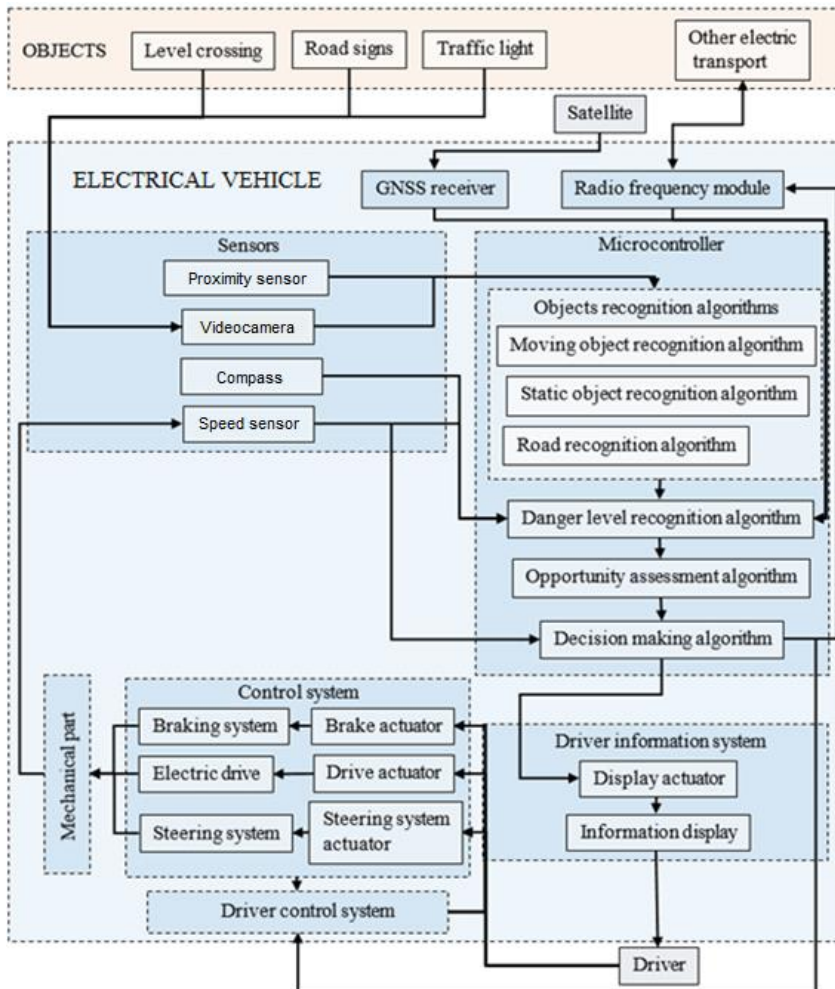 OBJECTS
Level crossing
Road signs
Traffic light
Other electric
transport
Satellite
ELECTRICAL VEHICLE
GNSS receiver
Radio frequency module
Sensors
Proximity sensor
Videocamera
Compass
Speed sensor
Microcontroller
Objects recognition algorithms
Moving object recognition algorithm
Static object recognition algorithm
Road recognition algorithm
Danger level recognition algorithm
Opportunity assessment algorithm
Decision making algorithm
Mechanical part
Control system
Braking system
Brake actuator
Electric drive
Drive actuator
Steering system
Steering system
actuator
Driver control system
Driver information system
Display actuator
Information display
Driver